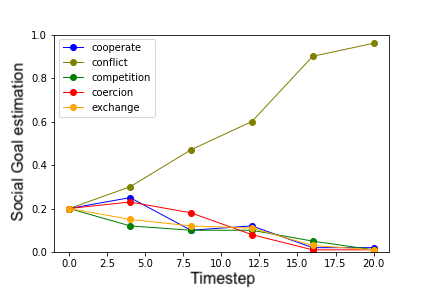 1.0
0.8
0.6
0.4
0.2
0.0
Social Goal estimation
cooperate
conflict
competition
coercion
exchange
0.0 2.5 5.0 7.5 10.0 12.5 15.0 17.5 20.0
Timestep